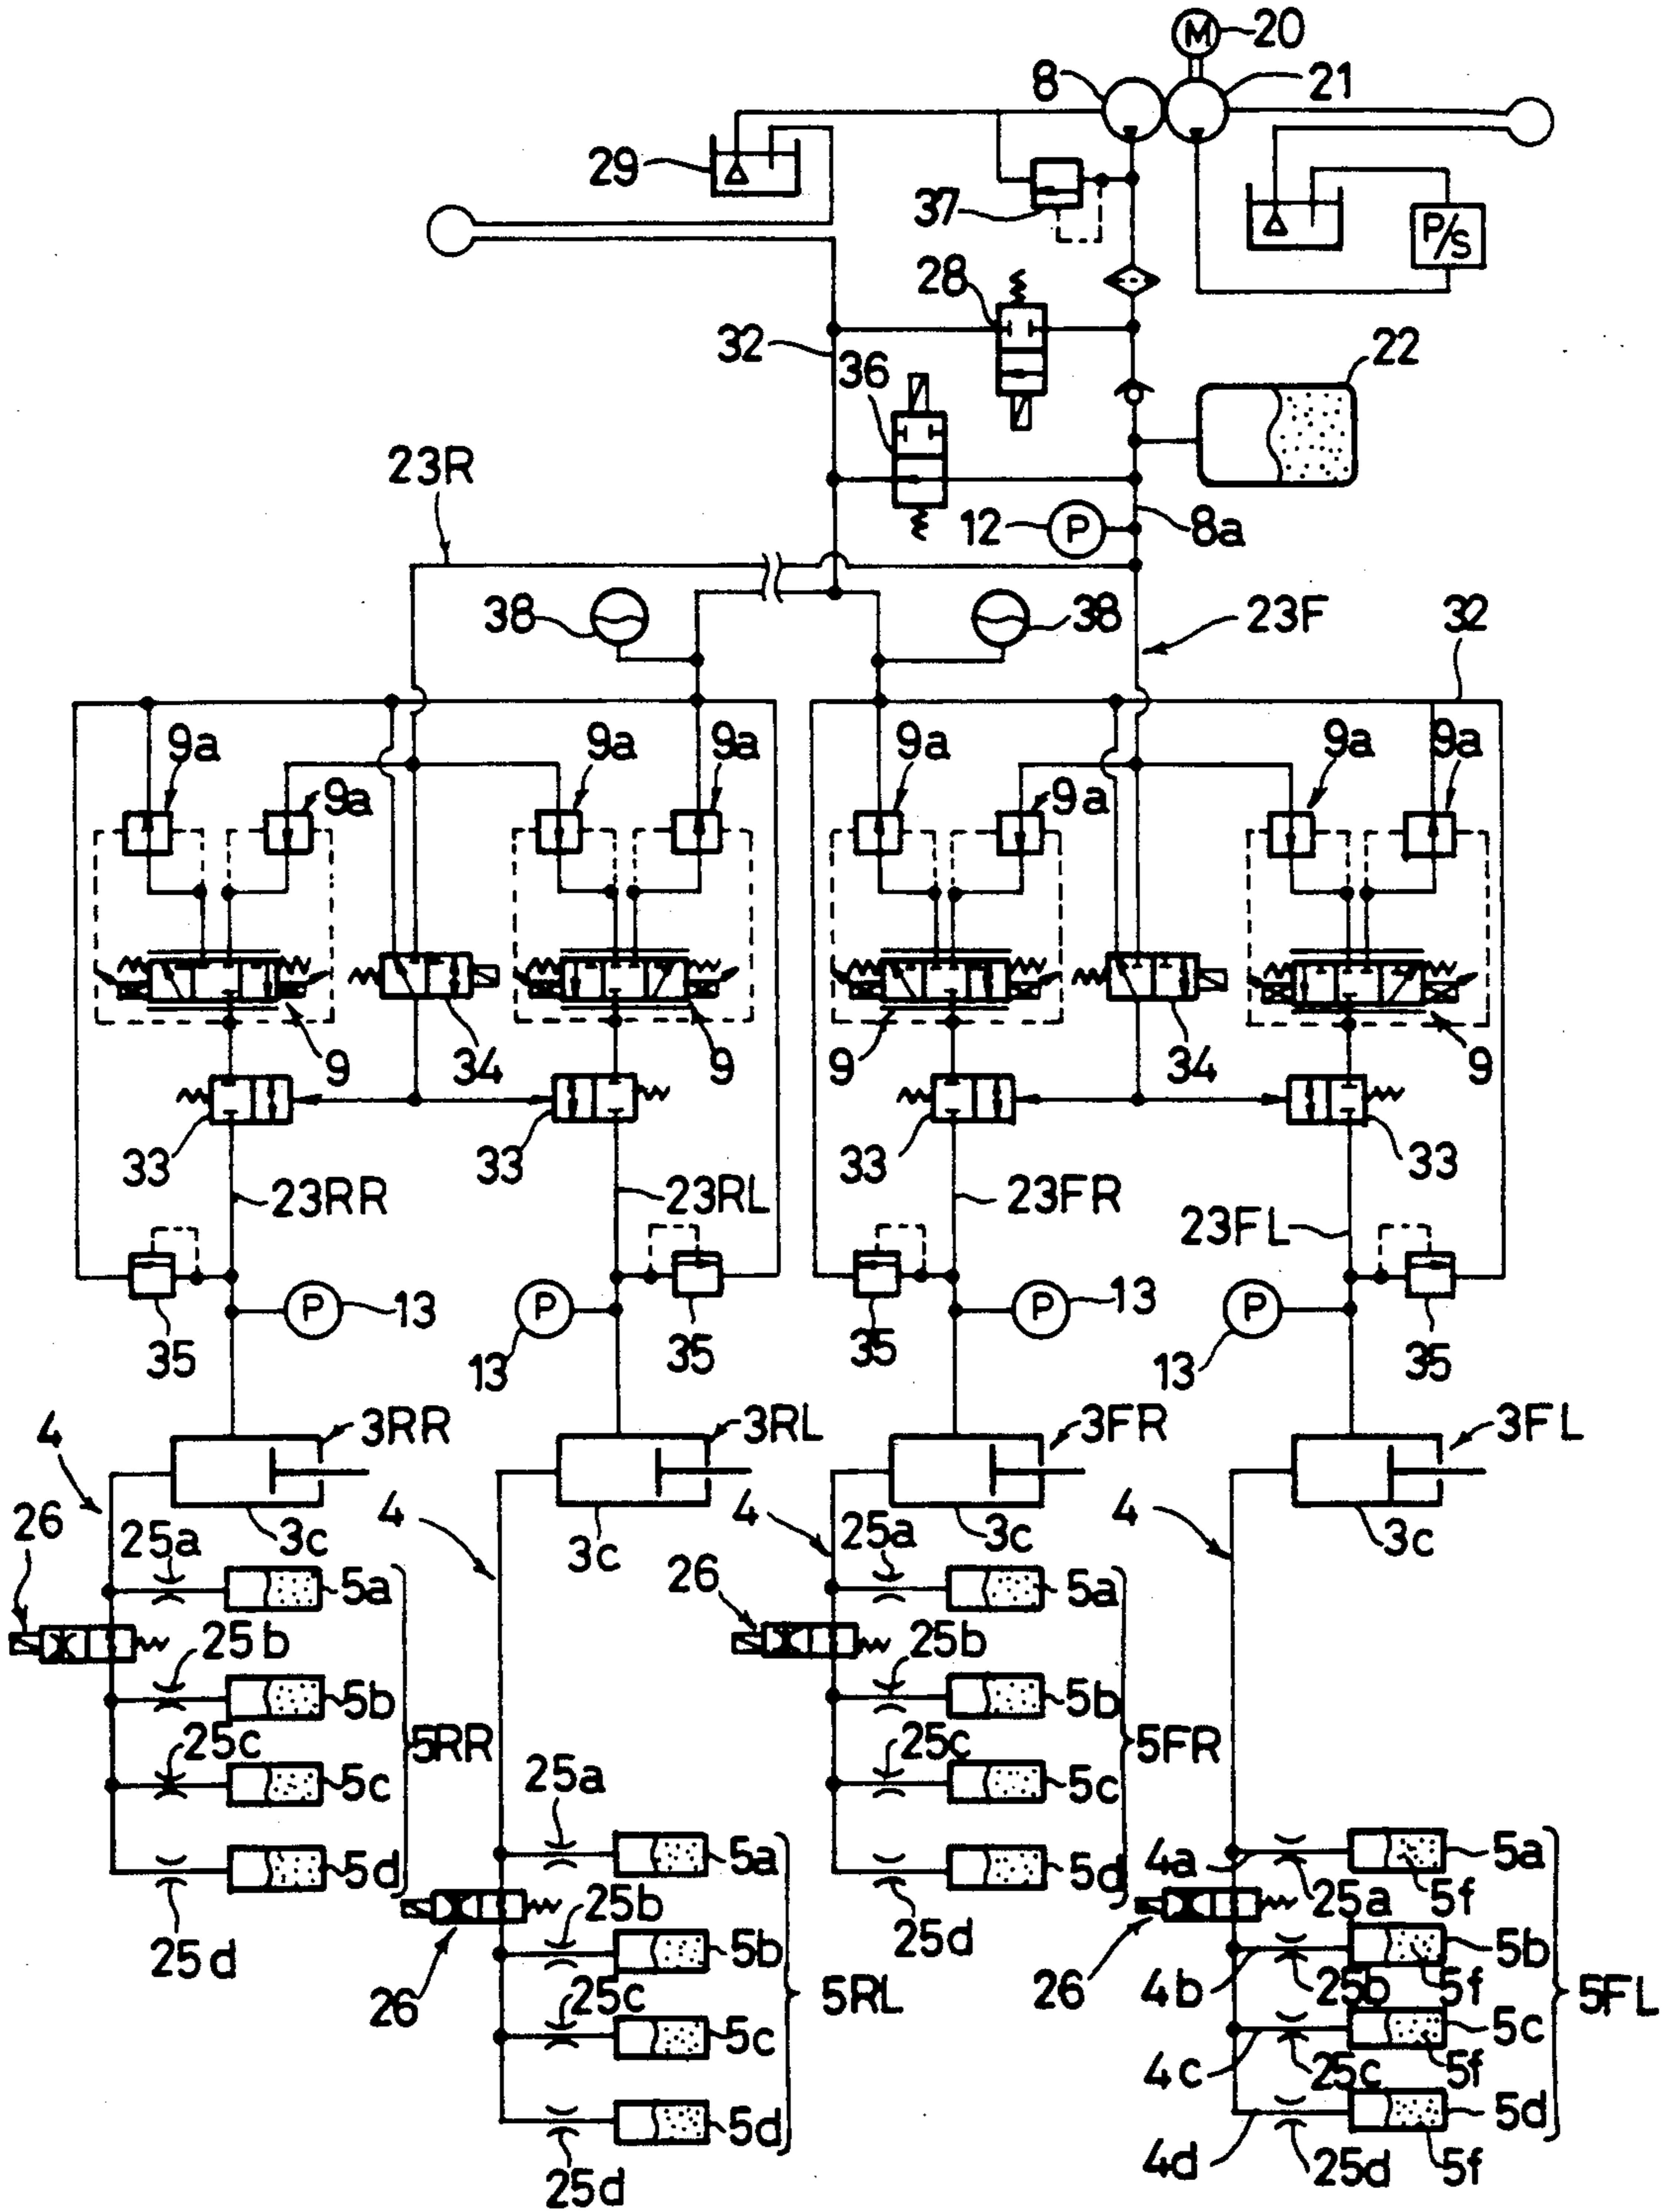 M 20
8 21
29
37
P/S
28
32
36
22
23R
12 P
8a
38 38
23F
32
9a 9a 9a 9a
9a 9a
9a 9a
9 34 9 9 34 9
33 33 33 33
23RR 23RL 23FR 23FL
P 13 P P 13 P
35 13 35 35 13 35
3RR 3RL 3FR 3FL
4 4 4 4
3c 3c 3c 3c
26 25a 5a
25b
5b
25c 5RR
5c
5d
25d
25a
5a
25b
5b
26 25c 5RL
5c
5d
25d
26 25a 5a
25b
5b
25c 5FR
5c
5d
25d
4a 5a
25a 5f
26 5b
4b 25b 5f 5FL
5c
4c 25c 5f
5d
4d 25d 5f